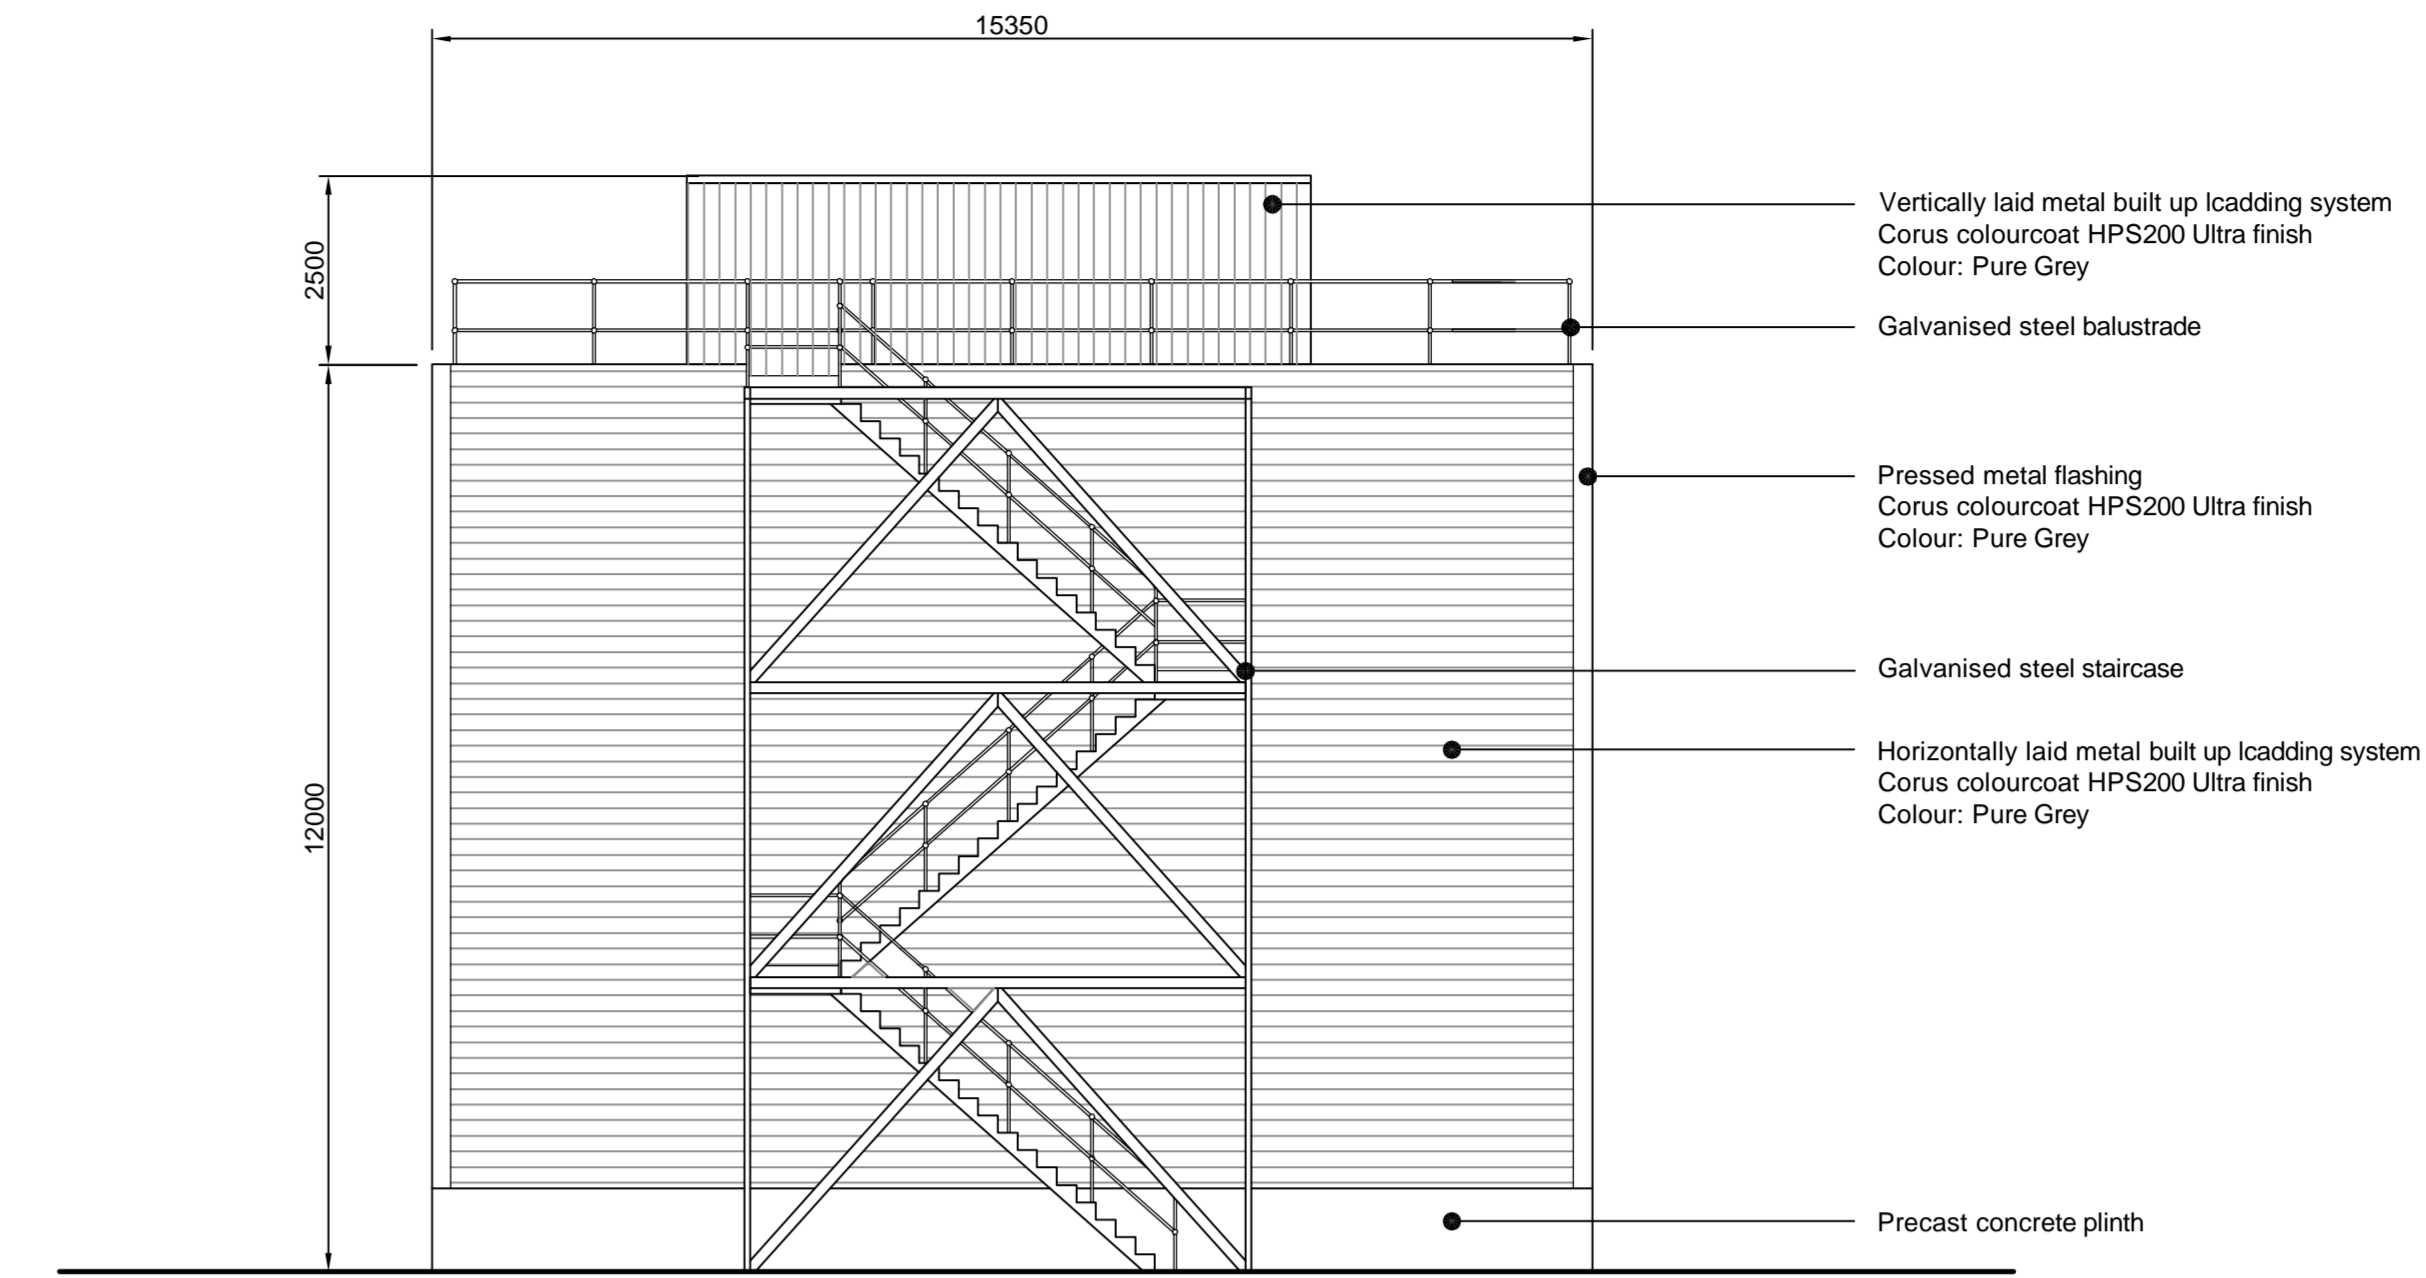 15350
2500
12000
Vertically laid metal built up lcadding system
Corus colourcoat HPS200 Ultra finish
Colour: Pure Grey
Galvanised steel balustrade
Pressed metal flashing
Corus colourcoat HPS200 Ultra finish
Colour: Pure Grey
Galvanised steel staircase
Horizontally laid metal built up lcadding system
Corus colourcoat HPS200 Ultra finish
Colour: Pure Grey
Precast concrete plinth